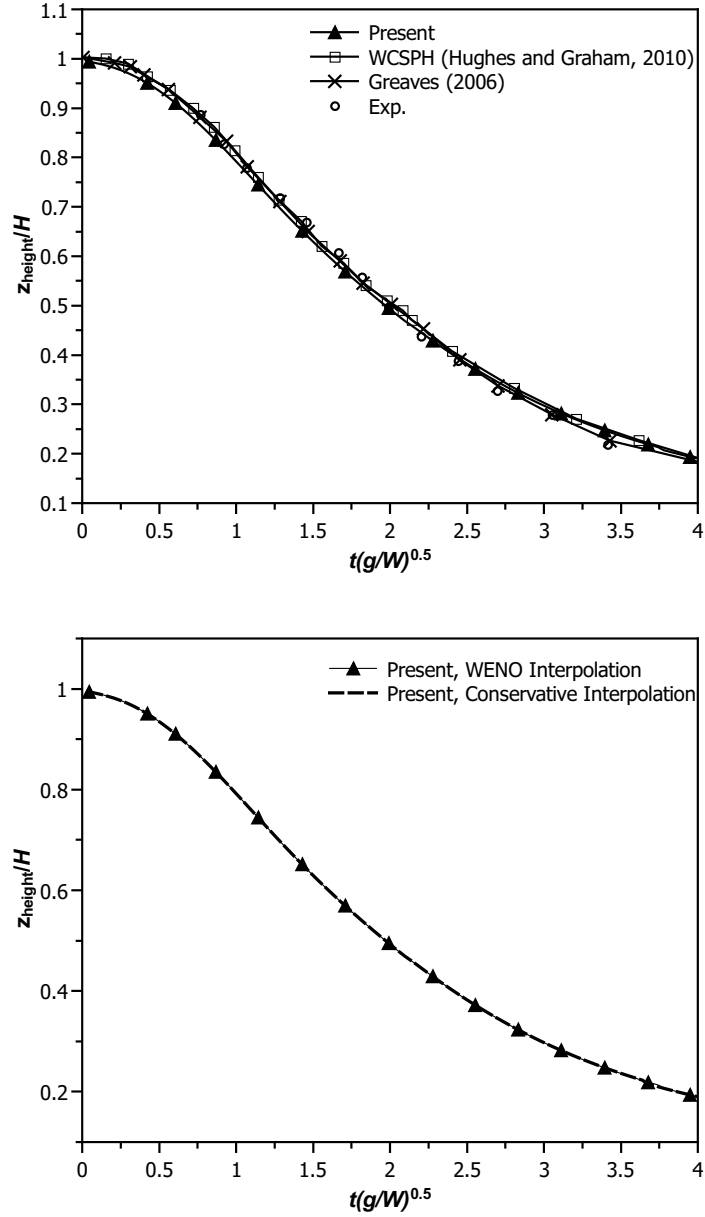 1.1
1
0.9
0.8
0.7
0.6
0.5
0.4
0.3
0.2
0.1
z_height/H
Present
WCSPH (Hughes and Graham, 2010)
Greaves (2006)
Exp.
0 0.5 1 1.5 2 2.5 3 3.5 4
t(g/W)^0.5
1
0.8
0.6
0.4
0.2
z_height/H
Present, WENO Interpolation
Present, Conservative Interpolation
0 0.5 1 1.5 2 2.5 3 3.5 4
t(g/W)^0.5